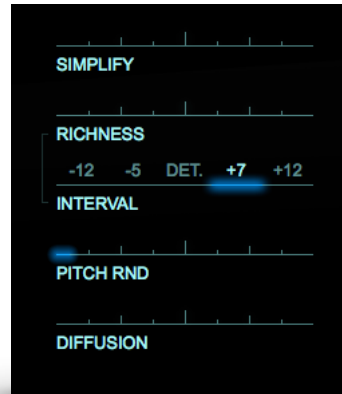 SIMPLIFY
RICHNESS
-12 -5 DET. +7 +12
INTERVAL
PITCH RND
DIFFUSION